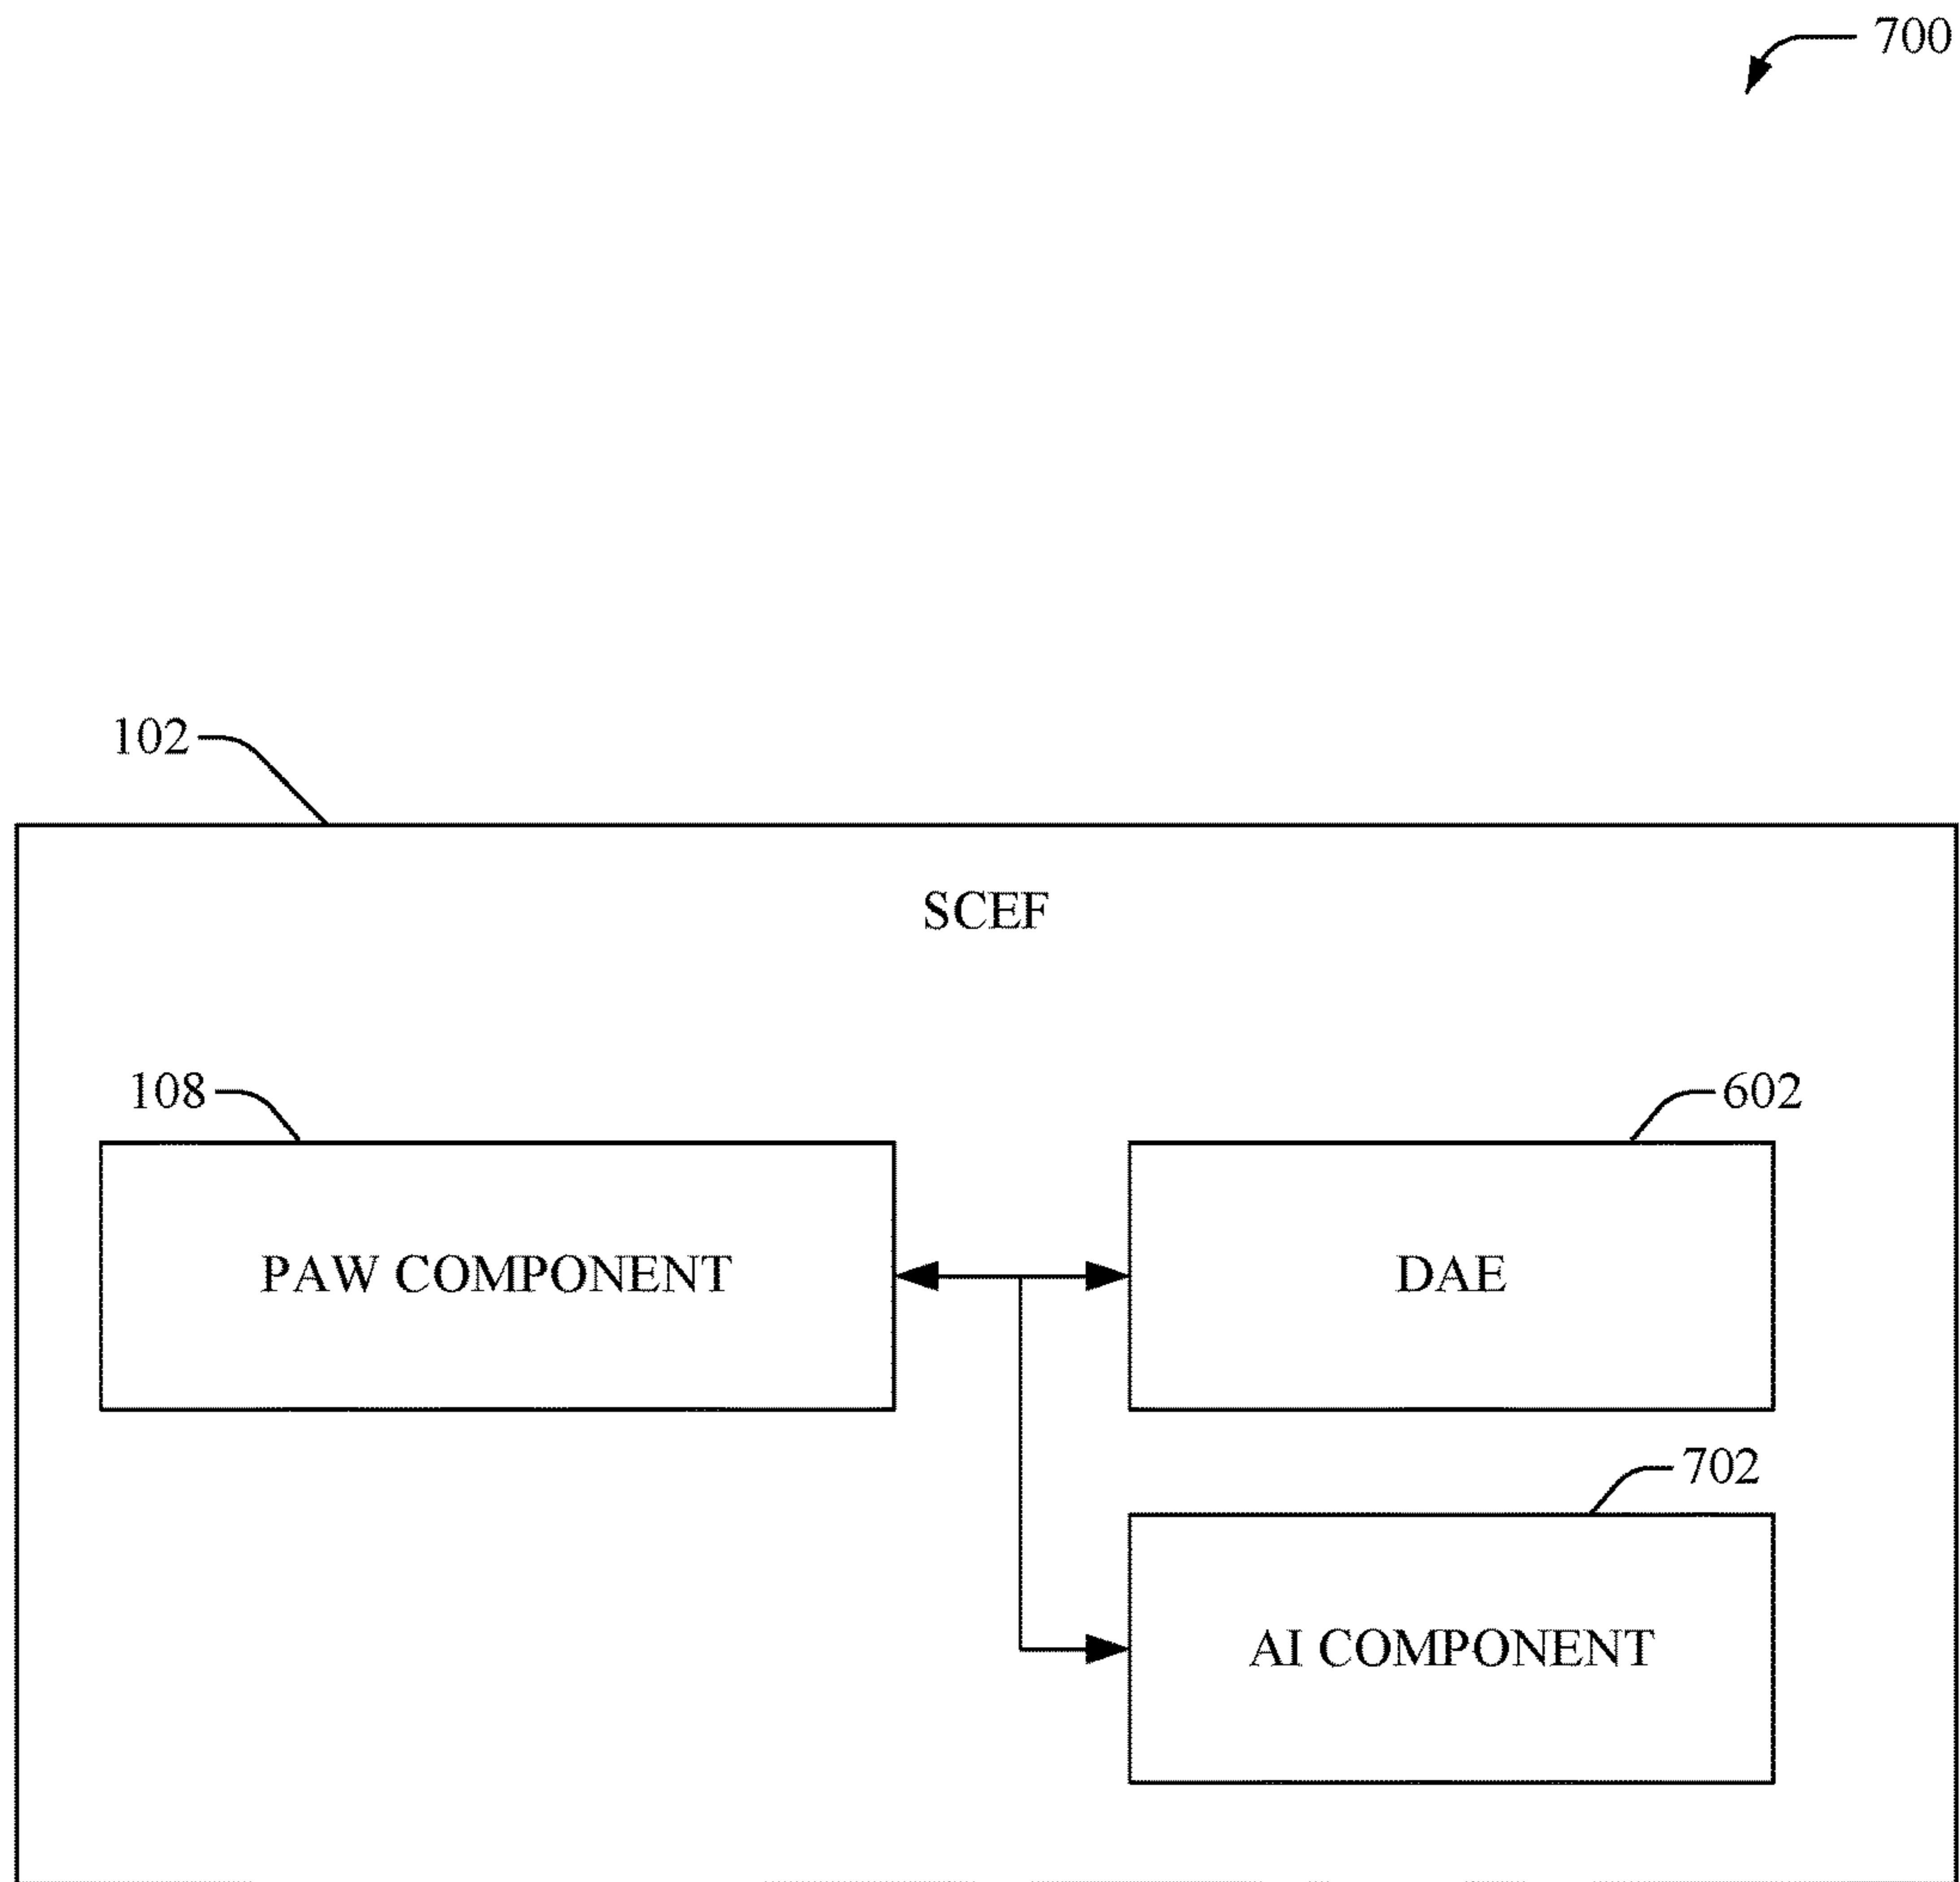 700
102
SCEF
108
602
PAW COMPONENT
DAE
702
AI COMPONENT